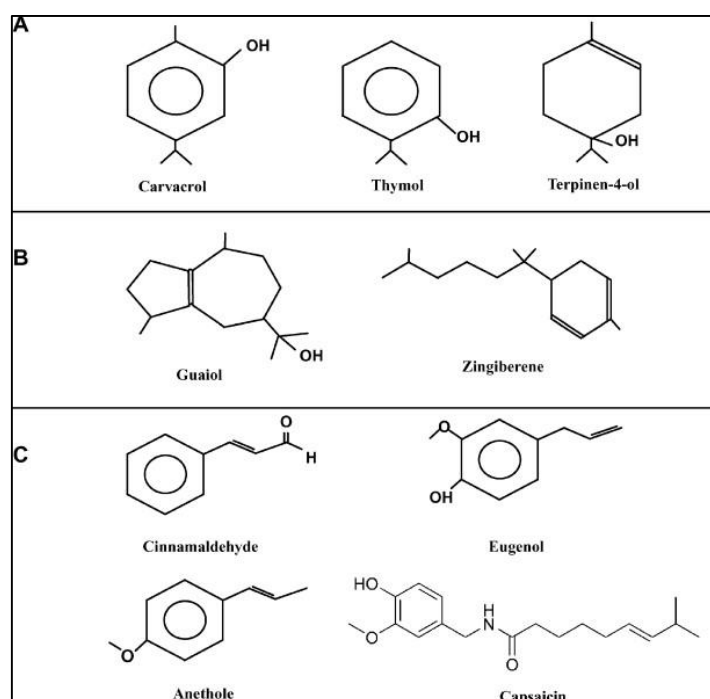 A
OH
Carvacrol
OH
Thymol
OH
Terpinen-4-ol
B
OH
Guaiol
Zingiberene
C
O
H
Cinnamaldehyde
O
OH
Eugenol
O
Anethole
HO
O
H
N
O
Capsaicin